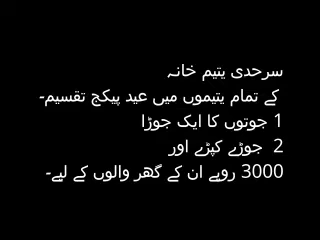 سرحدی یتیم خانہ
کے تمام یتیموں میں عید پیکج تقسیم۔
1 جوتوں کا ایک جوڑا
2 جوڑے کپڑے اور
3000 روپے ان کے گھر والوں کے لیے۔